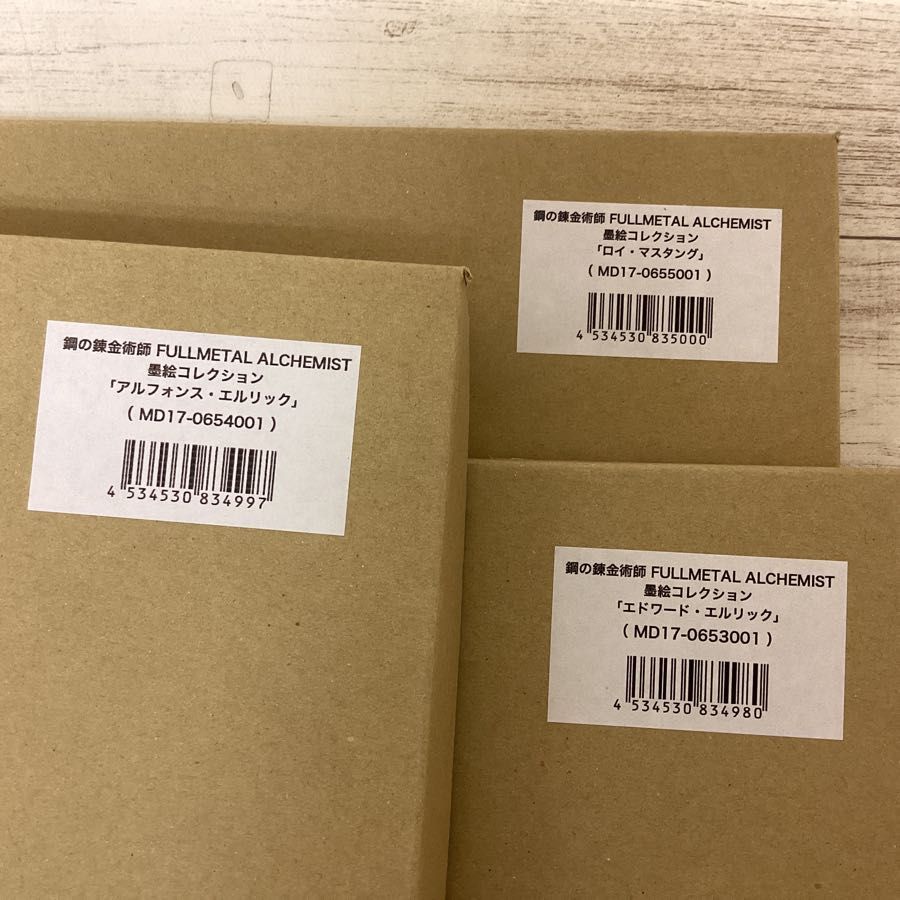 鋼の錬金術師 FULLMETAL ALCHEMIST
墨絵コレクション
「ロイ・マスタング」
( MD17-0655001 )
4 534530 835000
鋼の錬金術師 FULLMETAL ALCHEMIST
墨絵コレクション
「アルフォンス・エルリック」
( MD17-0654001 )
4 534530 834997
鋼の錬金術師 FULLMETAL ALCHEMIST
墨絵コレクション
「エドワード・エルリック」
( MD17-0653001 )
4 534530 834980